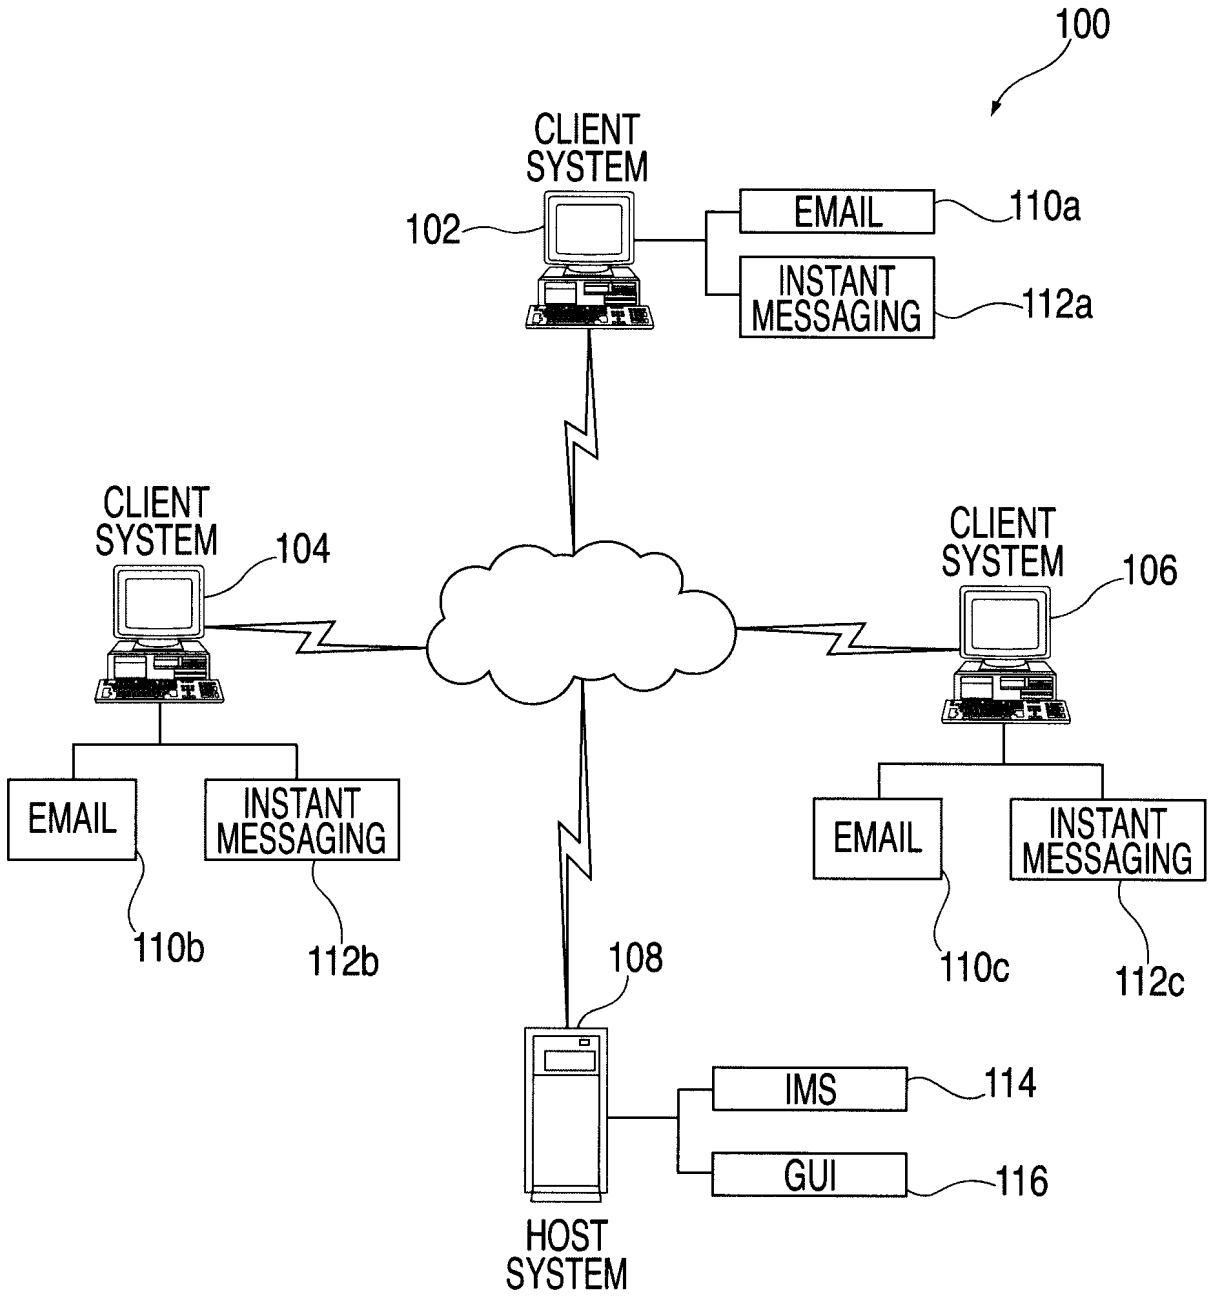 100
CLIENT
SYSTEM
102
EMAIL
110a
INSTANT
MESSAGING
112a
CLIENT
SYSTEM
104
CLIENT
SYSTEM
106
EMAIL
INSTANT
MESSAGING
110b
112b
EMAIL
INSTANT
MESSAGING
110c
112c
108
IMS
114
GUI
116
HOST
SYSTEM